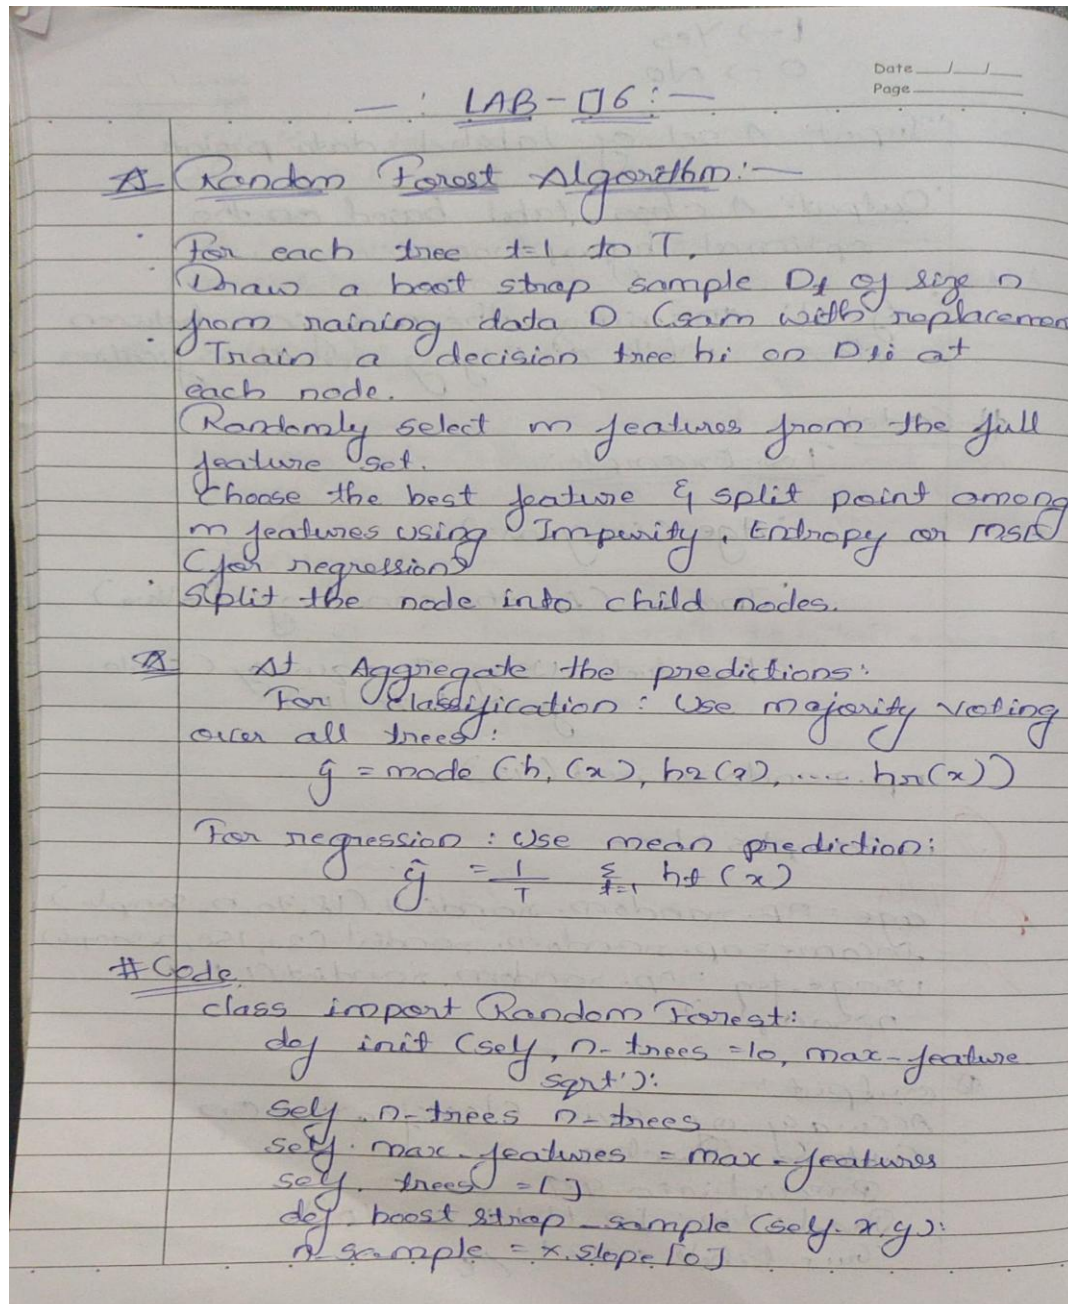 Date
Page
LAB-06:-
A Random Forost Algorithm:-
For each tree t=1 to T.
Draw a boot strap sample Dt of size n
from raining data D (sam with replacemen
Train a decision tree hi on Dti at
each node.
Randomly select m features from the full
feature set.
Choose the best feature & split point among
m features using Impurity, Entropy or MSE
(for regression)
Split the node into child nodes.
At Aggregate the predictions:
For Classification: Use majority voting
over all trees:
ŷ = mode (h1(x), h2(x), .... hn(x))
For regression: Use mean prediction:
ŷ = 1/T Σ t=1 ht(x)
# Code
class import Random Forest:
def init (self, n-trees =10, max-feature
sqrt'):
self. n-trees n-trees
self. max-features = max-features
self. trees = []
def boost strap-sample (self. x.y):
n sample = x.slope[0]